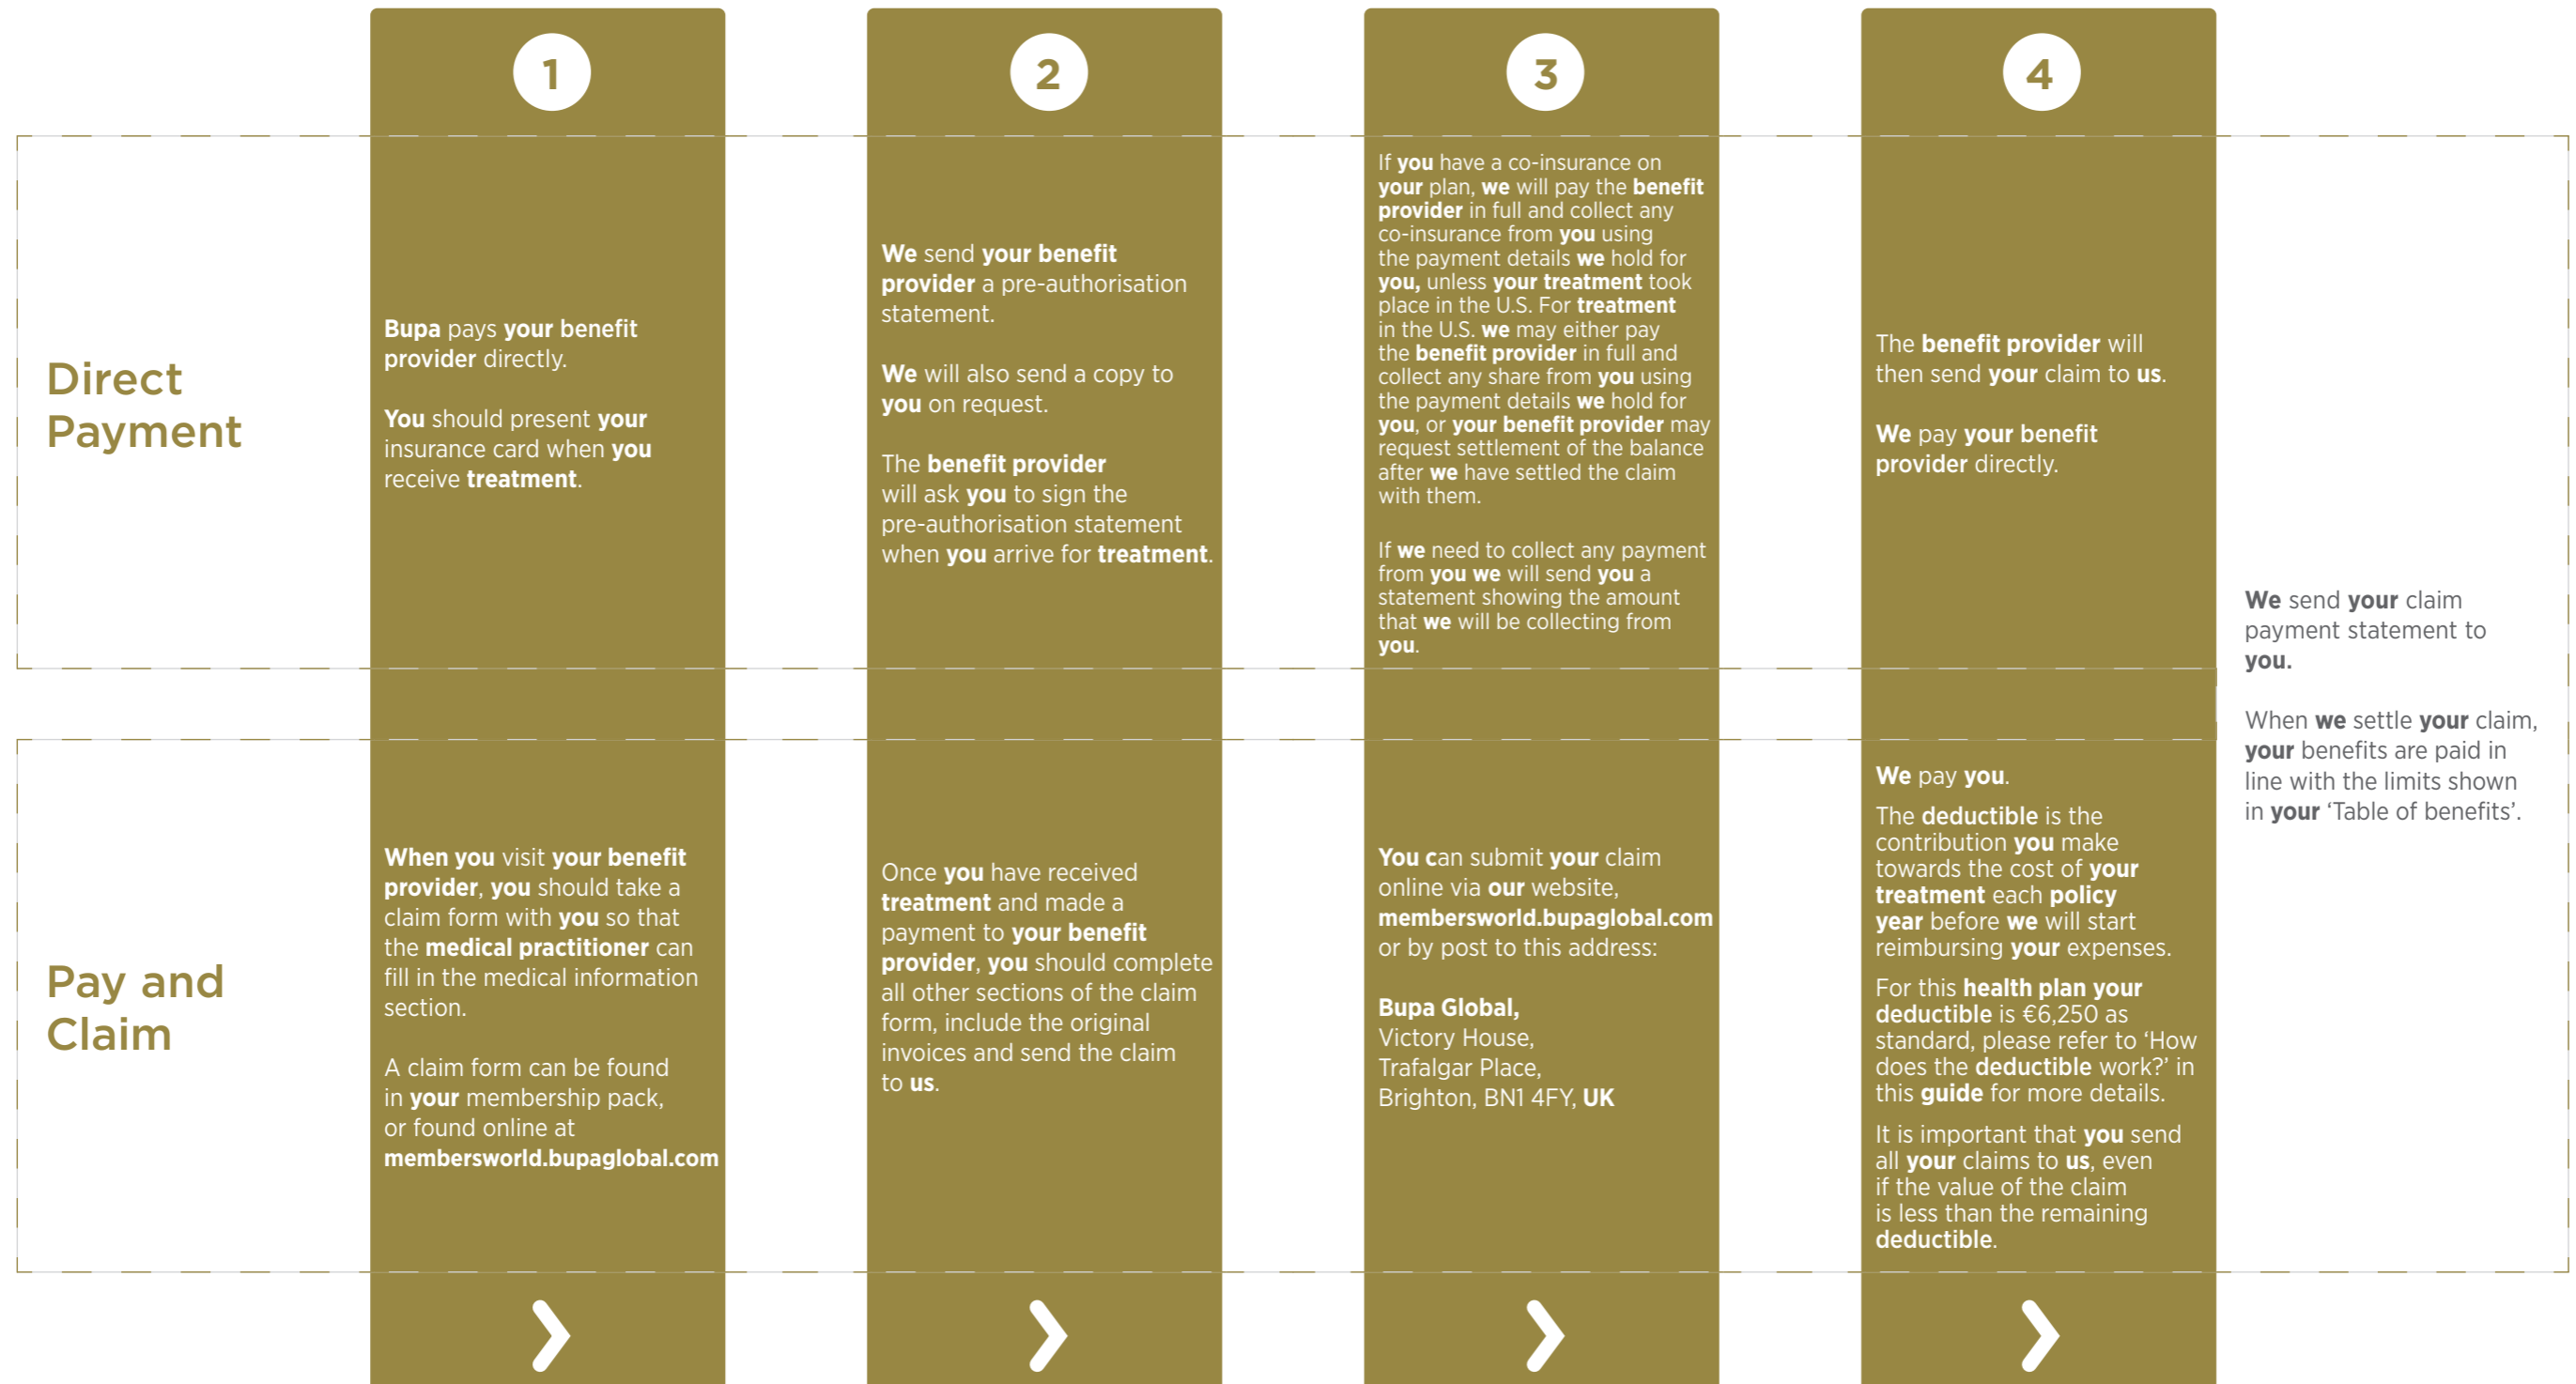 1
2
3
4
Direct
Payment
Bupa pays your benefit
provider directly.
You should present your
insurance card when you
receive treatment.
We send your benefit
provider a pre-authorisation
statement.
We will also send a copy to
you on request.
The benefit provider
will ask you to sign the
pre-authorisation statement
when you arrive for treatment.
If you have a co-insurance on
your plan, we will pay the benefit
provider in full and collect any
co-insurance from you using
the payment details we hold for
you, unless your treatment took
place in the U.S. For treatment
in the U.S. we may either pay
the benefit provider in full and
collect any share from you using
the payment details we hold for
you, or your benefit provider may
request settlement of the balance
after we have settled the claim
with them.
If we need to collect any payment
from you we will send you a
statement showing the amount
that we will be collecting from
you.
The benefit provider will
then send your claim to us.
We pay your benefit
provider directly.
Pay and
Claim
When you visit your benefit
provider, you should take a
claim form with you so that
the medical practitioner can
fill in the medical information
section.
A claim form can be found
in your membership pack,
or found online at
membersworld.bupaglobal.com
Once you have received
treatment and made a
payment to your benefit
provider, you should complete
all other sections of the claim
form, include the original
invoices and send the claim
to us.
You can submit your claim
online via our website,
membersworld.bupaglobal.com
or by post to this address:
Bupa Global,
Victory House,
Trafalgar Place,
Brighton, BN1 4FY, UK
We pay you.
The deductible is the
contribution you make
towards the cost of your
treatment each policy
year before we will start
reimbursing your expenses.
For this health plan your
deductible is €6,250 as
standard, please refer to ‘How
does the deductible work?’ in
this guide for more details.
It is important that you send
all your claims to us, even
if the value of the claim
is less than the remaining
deductible.
We send your claim
payment statement to
you.
When we settle your claim,
your benefits are paid in
line with the limits shown
in your ‘Table of benefits’.